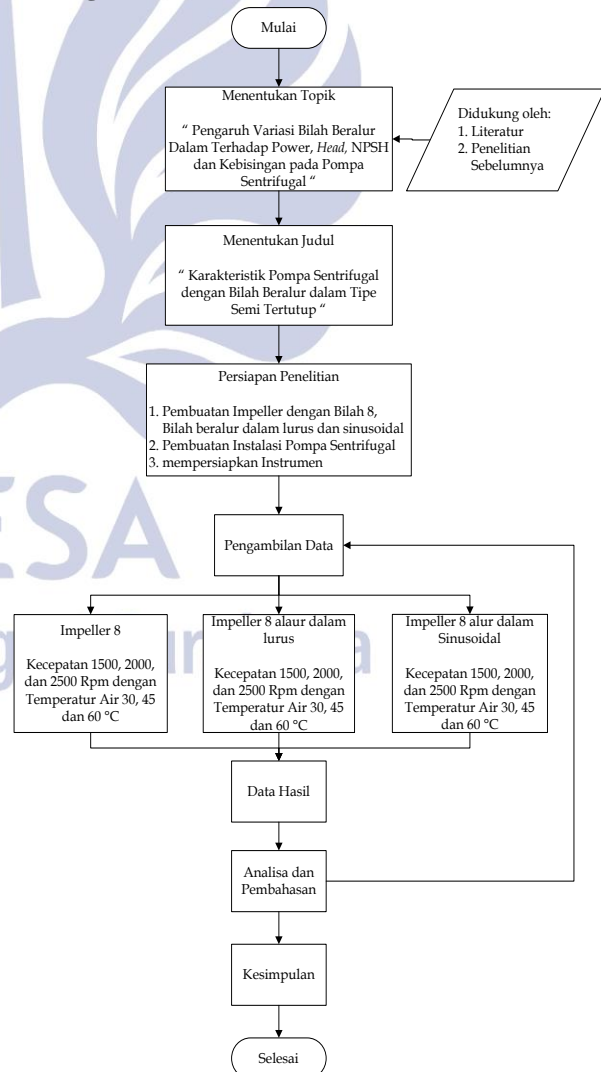 Mulai
Menentukan Topik
“ Pengaruh Variasi Bilah Beralur
Dalam Terhadap Power, Head, NPSH
dan Kebisingan pada Pompa
Sentrifugal “
Didukung oleh:
1. Literatur
2. Penelitian
Sebelumnya
Menentukan Judul
“ Karakteristik Pompa Sentrifugal
dengan Bilah Beralur dalam Tipe
Semi Tertutup “
Persiapan Penelitian
1. Pembuatan Impeller dengan Bilah 8,
Bilah beralur dalam lurus dan sinusoidal
2. Pembuatan Instalasi Pompa Sentrifugal
3. mempersiapkan Instrumen
ESA
Pengambilan Data
Impeller 8
Kecepatan 1500, 2000,
dan 2500 Rpm dengan
Temperatur Air 30, 45
dan 60 °C
Impeller 8 alaur dalam
lurus
Kecepatan 1500, 2000,
dan 2500 Rpm dengan
Temperatur Air 30, 45
dan 60 °C
Impeller 8 alur dalam
Sinusoidal
Kecepatan 1500, 2000,
dan 2500 Rpm dengan
Temperatur Air 30, 45
dan 60 °C
Data Hasil
Analisa dan
Pembahasan
Kesimpulan
Selesai